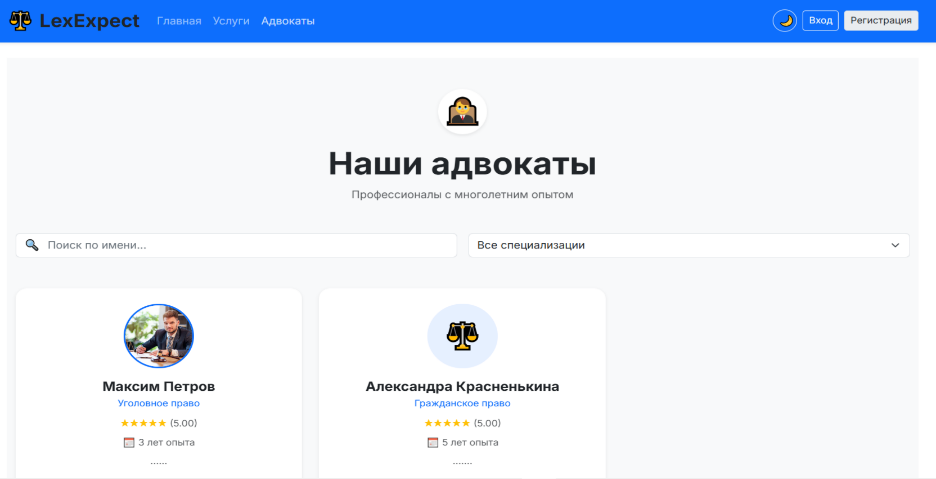 LexExpect Главная Услуги Адвокаты Вход Регистрация
Наши адвокаты
Профессионалы с многолетним опытом
Поиск по имени... Все специализации
Максим Петров
Уголовное право
★★★★★ (5.00)
3 лет опыта
......
Александра Красненькина
Гражданское право
★★★★★ (5.00)
5 лет опыта
.......